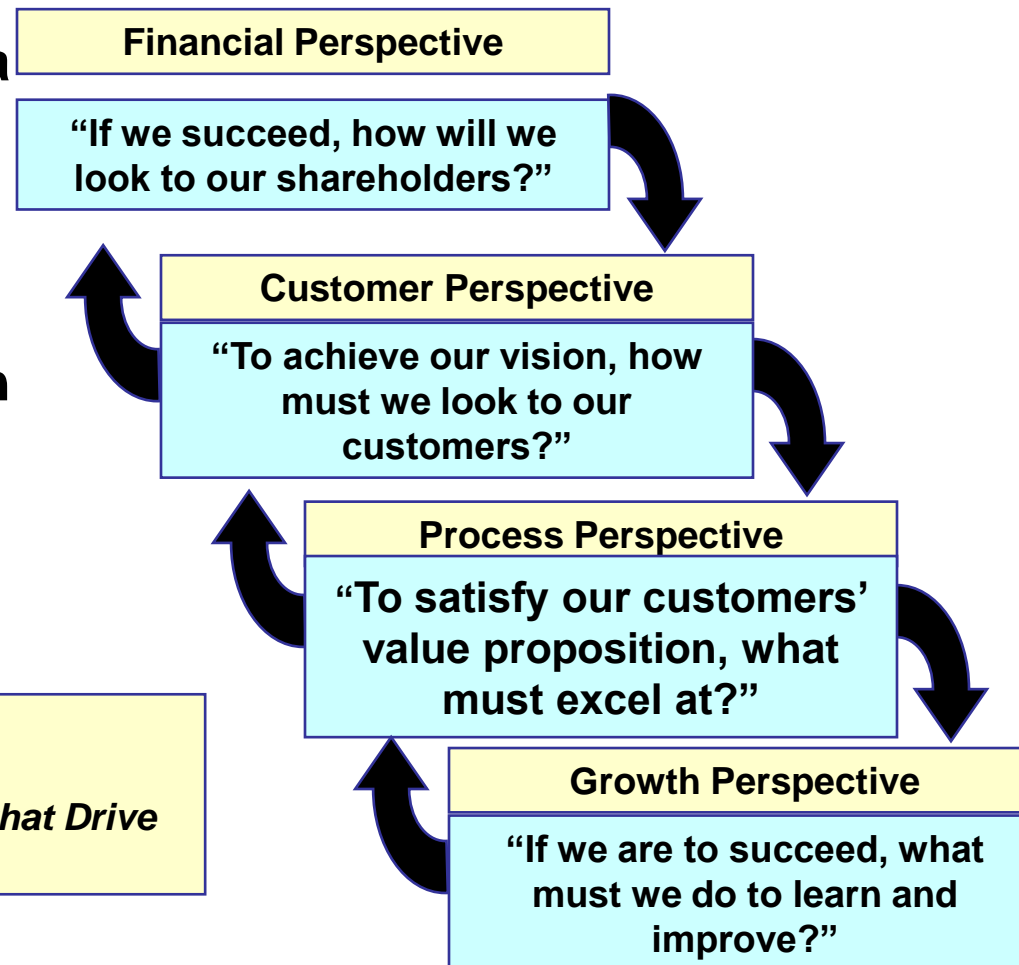 Financial Perspective
“If we succeed, how will we
look to our shareholders?”
Customer Perspective
“To achieve our vision, how
must we look to our
customers?”
Process Perspective
“To satisfy our customers’
value proposition, what
must excel at?”
hat Drive
Growth Perspective
“If we are to succeed, what
must we do to learn and
improve?”